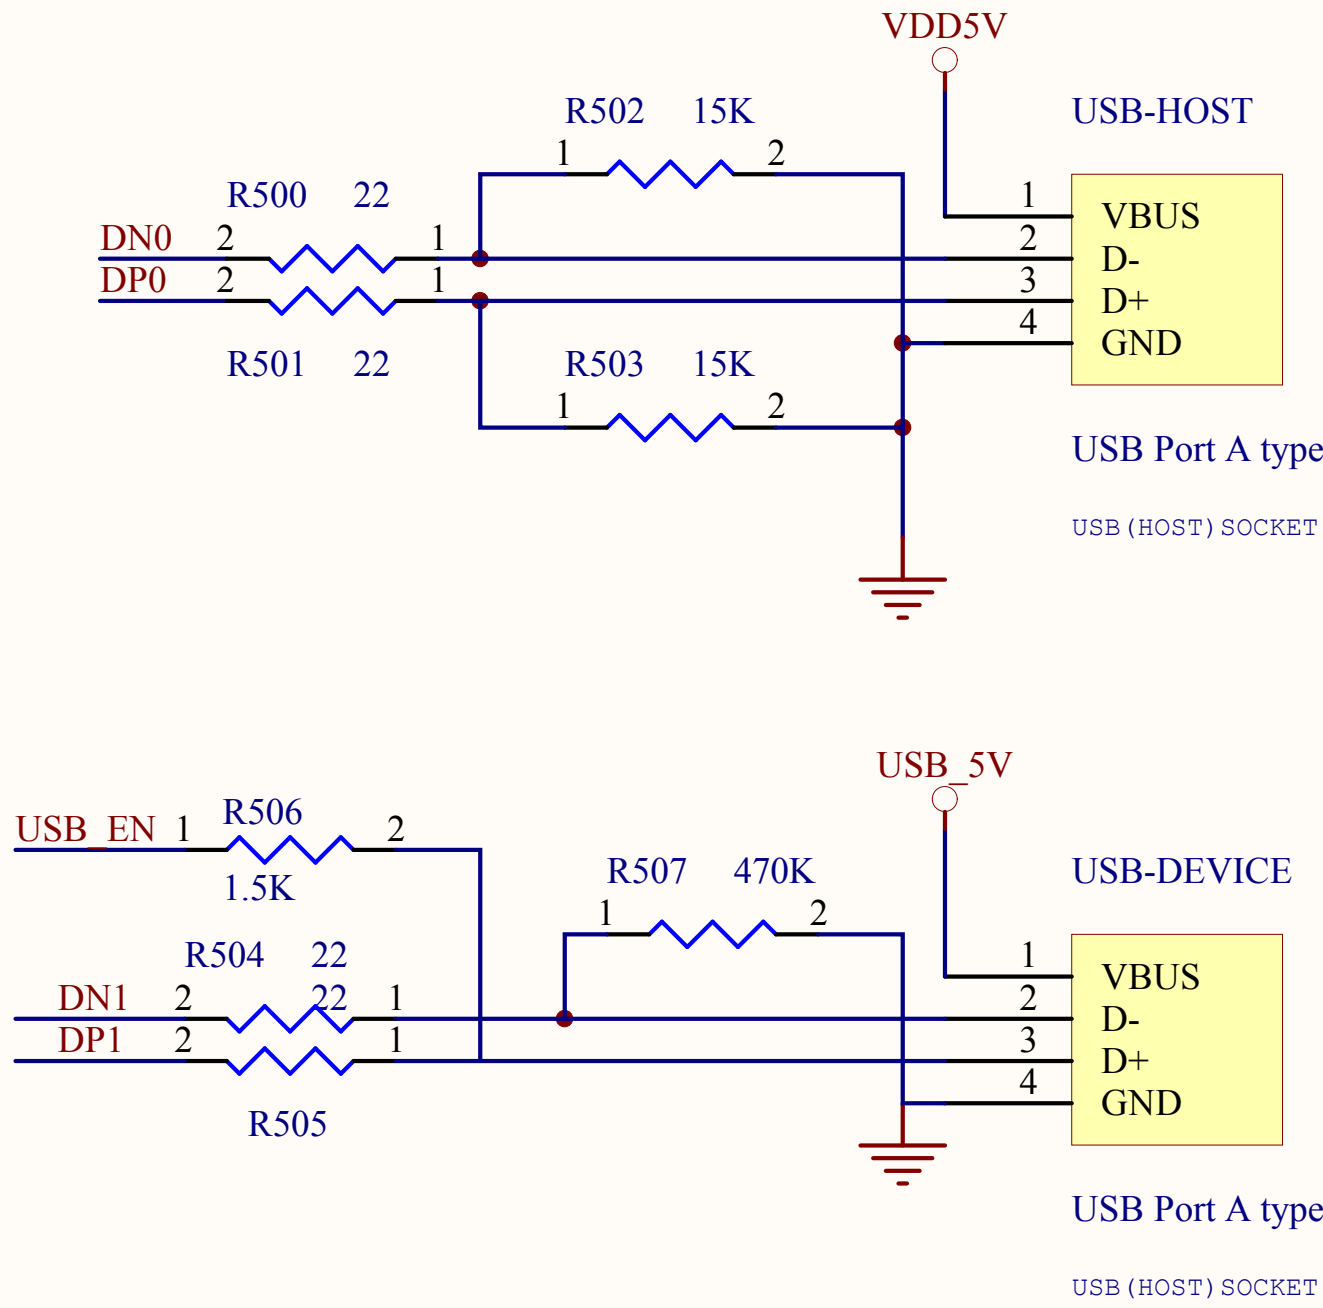 VDD5V
R502 15K
USB-HOST
1 2
R500 22
1 VBUS
DN0 2 1
2 D-
DP0 2 1
3 D+
4 GND
R501 22
R503 15K
1 2
USB Port A type
USB(HOST)SOCKET
USB_5V
R506
USB_EN 1 2
1.5K
R507 470K
USB-DEVICE
1 2
R504 22
1 VBUS
DN1 2 22 1
2 D-
DP1 2 1
3 D+
4 GND
R505
USB Port A type
USB(HOST)SOCKET